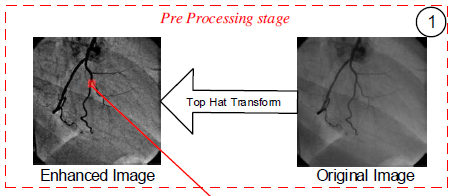 Pre Processing stage
1
Top Hat Transform
Enhanced Image
Original Image